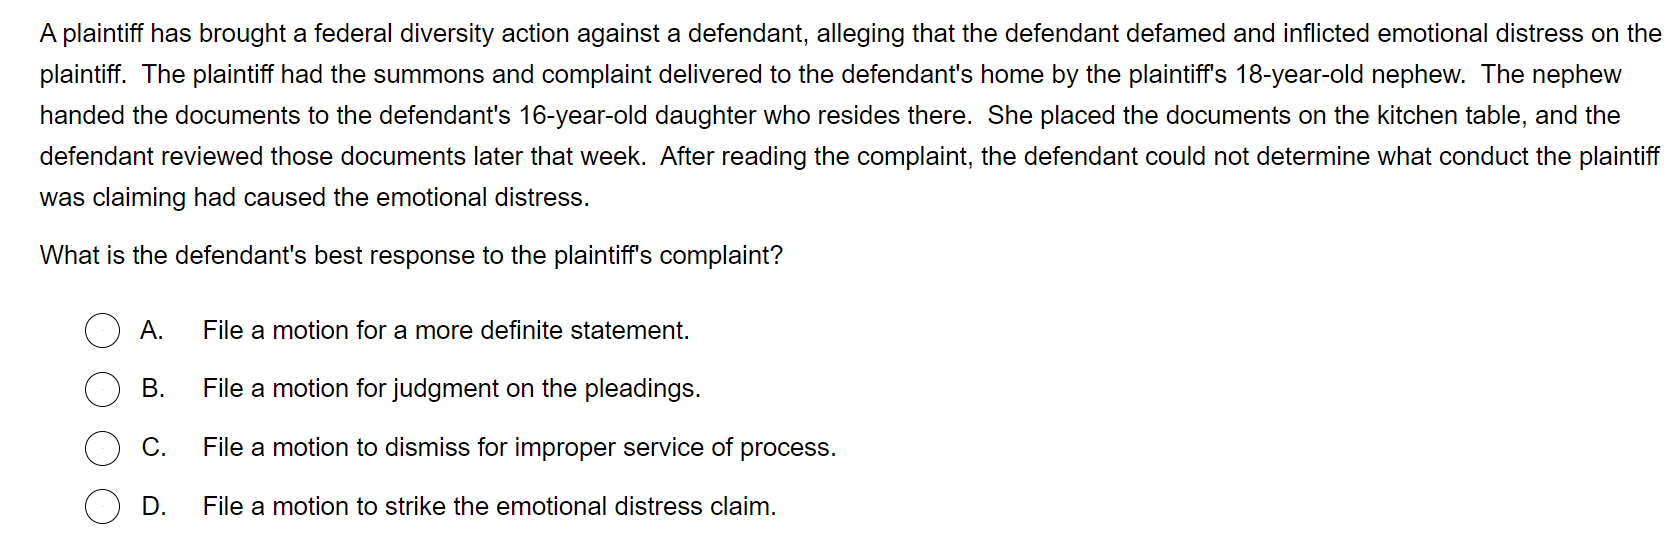 A plaintiff has brought a federal diversity action against a defendant, alleging that the defendant defamed and inflicted emotional distress on the
plaintiff.  The plaintiff had the summons and complaint delivered to the defendant's home by the plaintiff's 18-year-old nephew.  The nephew
handed the documents to the defendant's 16-year-old daughter who resides there.  She placed the documents on the kitchen table, and the
defendant reviewed those documents later that week.  After reading the complaint, the defendant could not determine what conduct the plaintiff
was claiming had caused the emotional distress.
What is the defendant's best response to the plaintiff's complaint?
A. File a motion for a more definite statement.
B. File a motion for judgment on the pleadings.
C. File a motion to dismiss for improper service of process.
D. File a motion to strike the emotional distress claim.